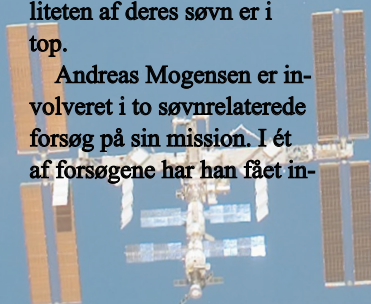 liteten af deres søvn er i
top.
Andreas Mogensen er in-
volveret i to søvnrelaterede
forsøg på sin mission. I ét
af forsøgene har han fået in-